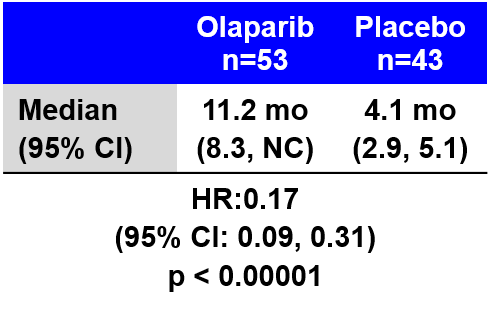 Olaparib Placebo
n=53 n=43
Median 11.2 mo 4.1 mo
(95% CI) (8.3, NC) (2.9, 5.1)
HR:0.17
(95% CI: 0.09, 0.31)
p < 0.00001